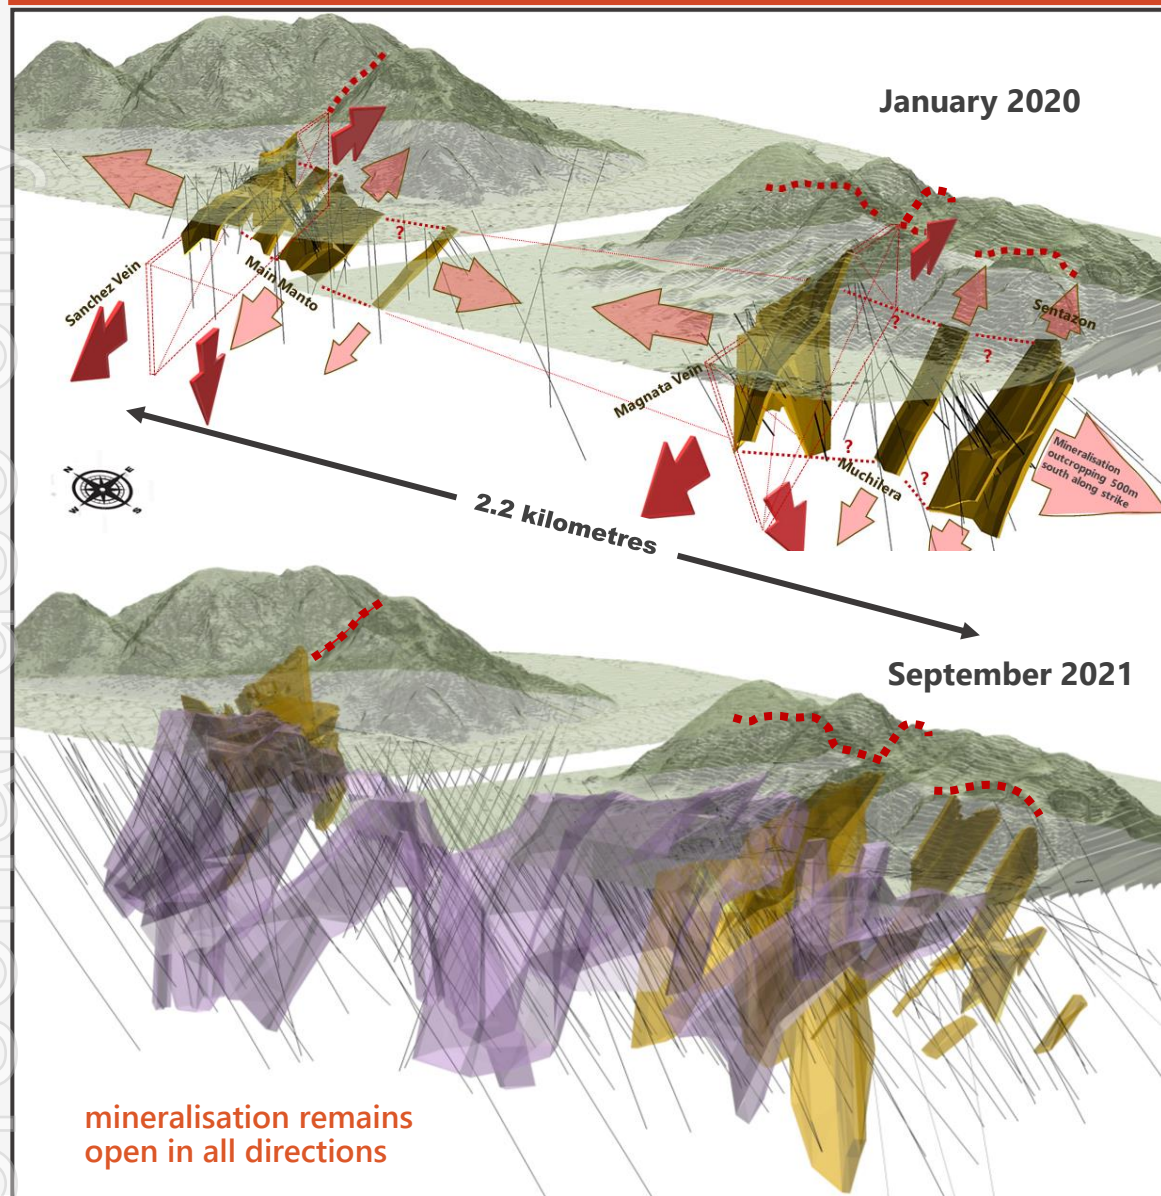 January 2020
Sanchez Vein
Main Manto
?
Sentazon
?
?
Magnata Vein
?
Muchilera
?
Mineralisation
outcropping 500m
south along strike
N
E
W
S
2.2 kilometres
September 2021
mineralisation remains
open in all directions